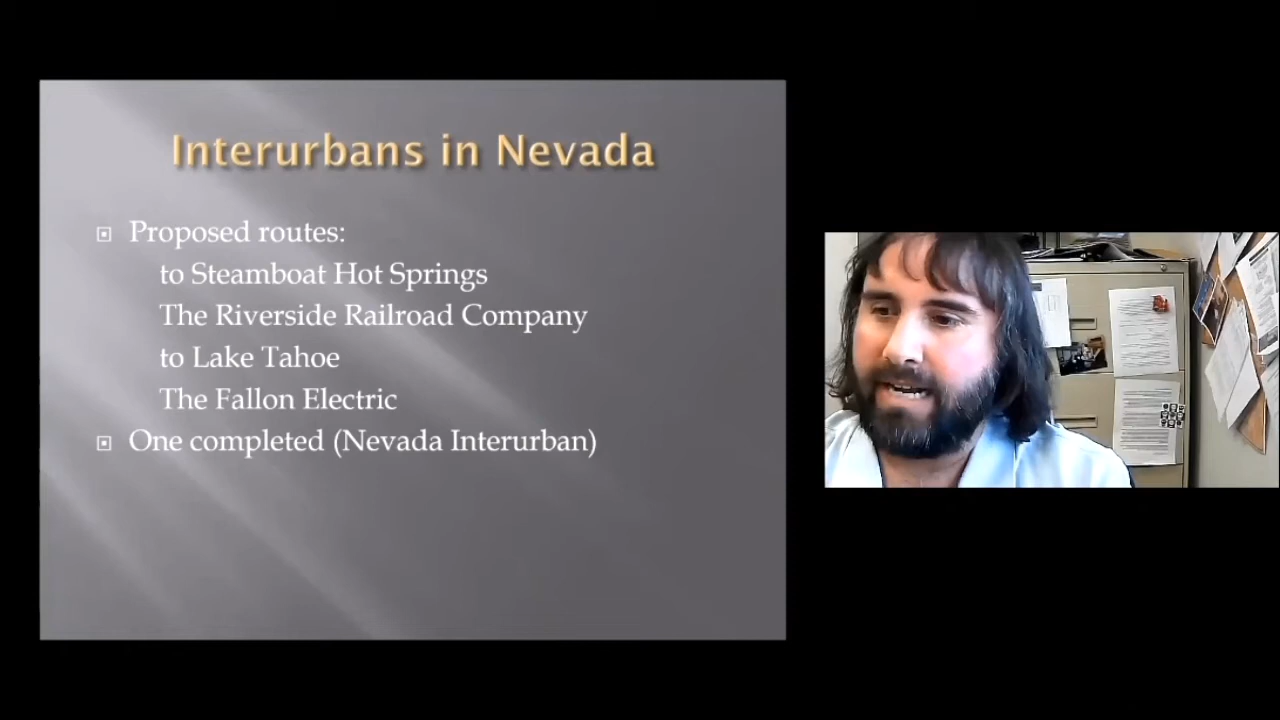 Interurbans in Nevada
Proposed routes:
to Steamboat Hot Springs
The Riverside Railroad Company
to Lake Tahoe
The Fallon Electric
One completed (Nevada Interurban)